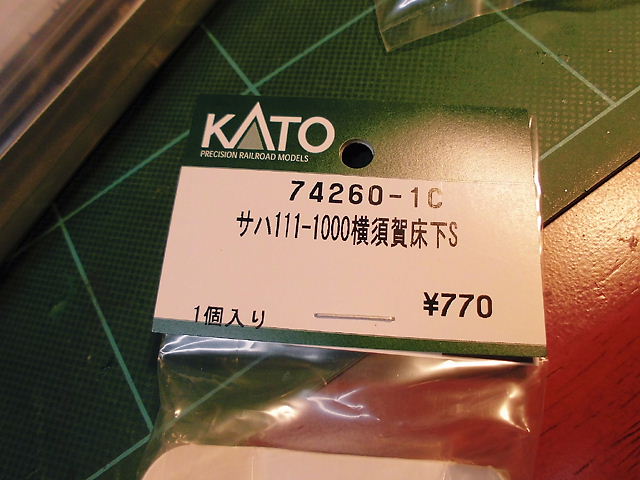 KATO
PRECISION RAILROAD MODELS
74260-1C
サハ111-1000横須賀床下S
¥770
1個入り